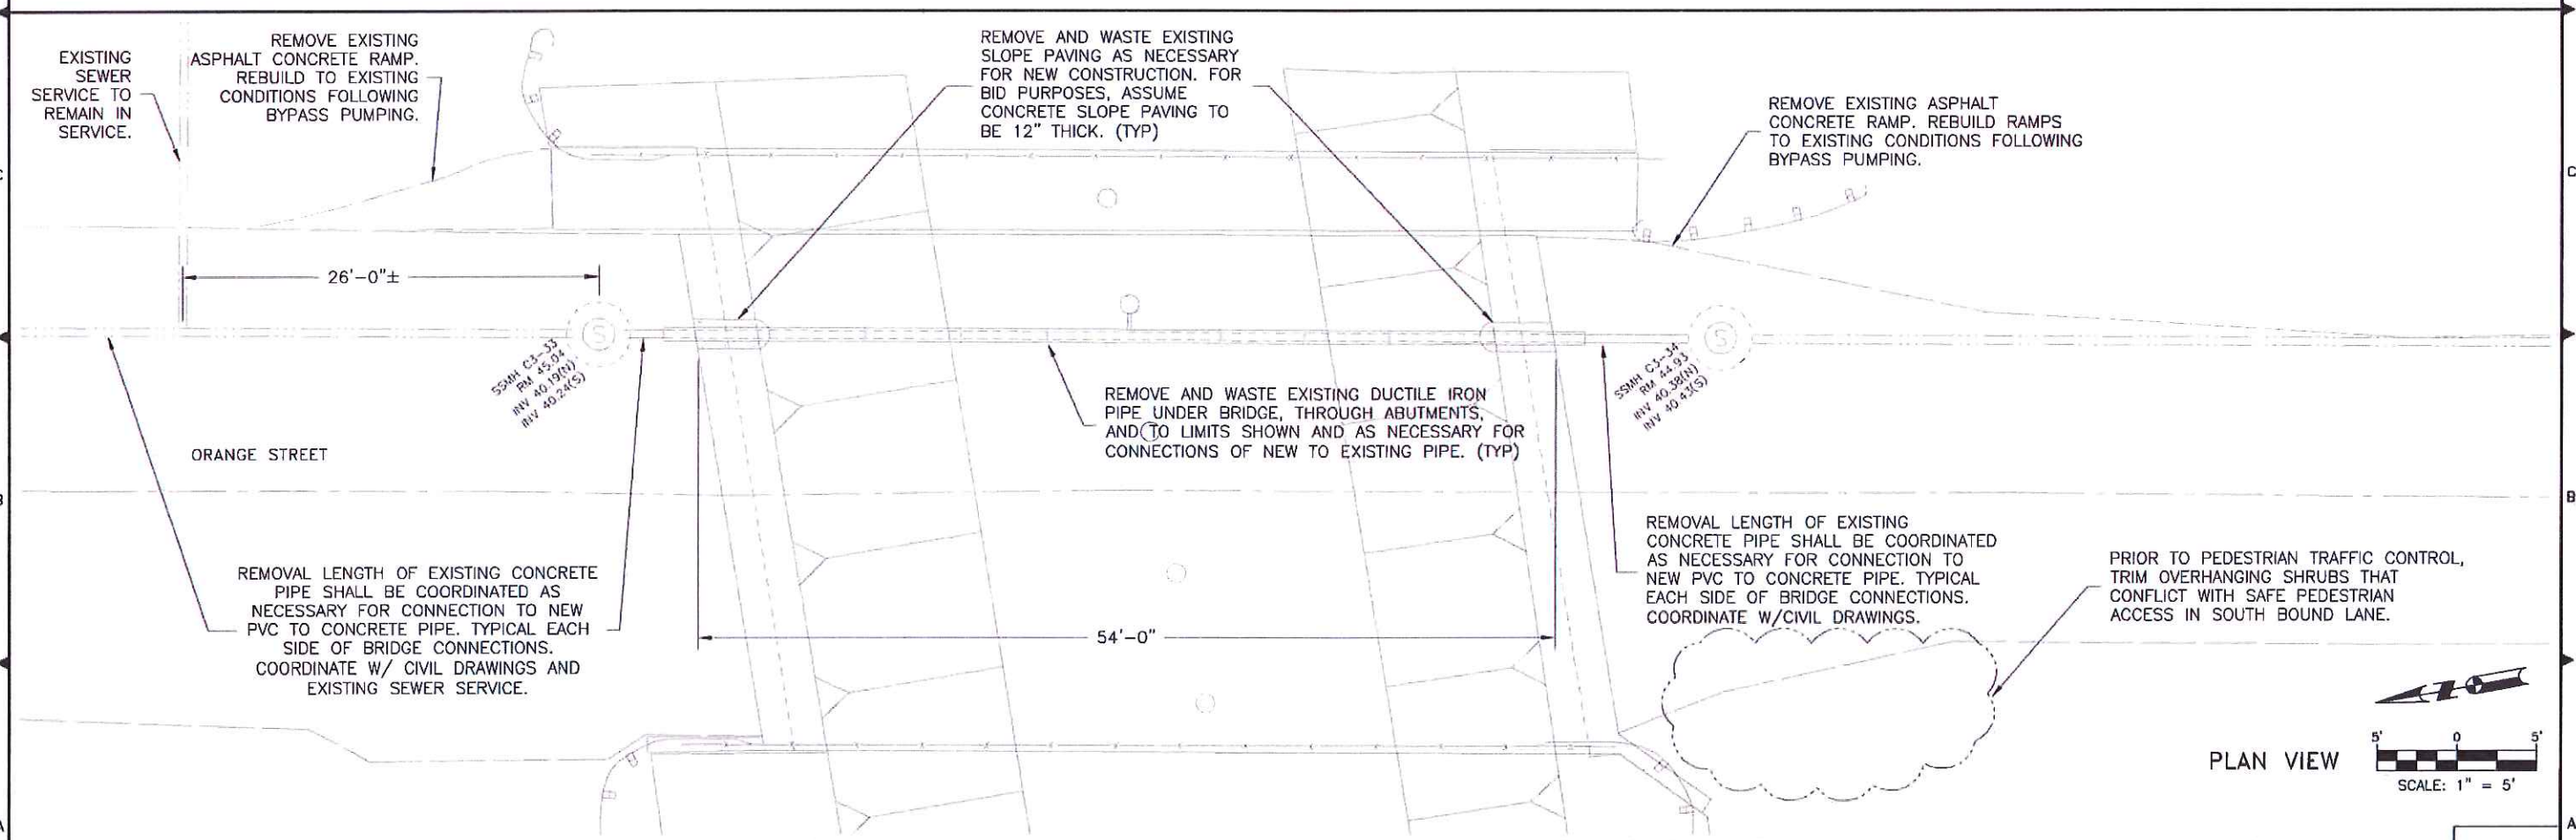 EXISTING
SEWER
SERVICE TO
REMAIN IN
SERVICE.
REMOVE EXISTING
ASPHALT CONCRETE RAMP.
REBUILD TO EXISTING
CONDITIONS FOLLOWING
BYPASS PUMPING.
REMOVE AND WASTE EXISTING
SLOPE PAVING AS NECESSARY
FOR NEW CONSTRUCTION. FOR
BID PURPOSES, ASSUME
CONCRETE SLOPE PAVING TO
BE 12" THICK. (TYP)
REMOVE EXISTING ASPHALT
CONCRETE RAMP. REBUILD RAMPS
TO EXISTING CONDITIONS FOLLOWING
BYPASS PUMPING.
C
C
26'-0"±
S
S
SSMH C3-33
RM 45.04
INV 40.19(N)
INV 40.24(S)
SSMH C3-34
RM 44.93
INV 40.38(N)
INV 40.43(S)
REMOVE AND WASTE EXISTING DUCTILE IRON
PIPE UNDER BRIDGE, THROUGH ABUTMENTS,
AND TO LIMITS SHOWN AND AS NECESSARY FOR
CONNECTIONS OF NEW TO EXISTING PIPE. (TYP)
ORANGE STREET
B
B
REMOVAL LENGTH OF EXISTING CONCRETE
PIPE SHALL BE COORDINATED AS
NECESSARY FOR CONNECTION TO NEW
PVC TO CONCRETE PIPE. TYPICAL EACH
SIDE OF BRIDGE CONNECTIONS.
COORDINATE W/ CIVIL DRAWINGS AND
EXISTING SEWER SERVICE.
54'-0"
REMOVAL LENGTH OF EXISTING
CONCRETE PIPE SHALL BE COORDINATED
AS NECESSARY FOR CONNECTION TO
NEW PVC TO CONCRETE PIPE. TYPICAL
EACH SIDE OF BRIDGE CONNECTIONS.
COORDINATE W/CIVIL DRAWINGS.
PRIOR TO PEDESTRIAN TRAFFIC CONTROL,
TRIM OVERHANGING SHRUBS THAT
CONFLICT WITH SAFE PEDESTRIAN
ACCESS IN SOUTH BOUND LANE.
Z
PLAN VIEW
5' 0 5'
SCALE: 1" = 5'
A
A